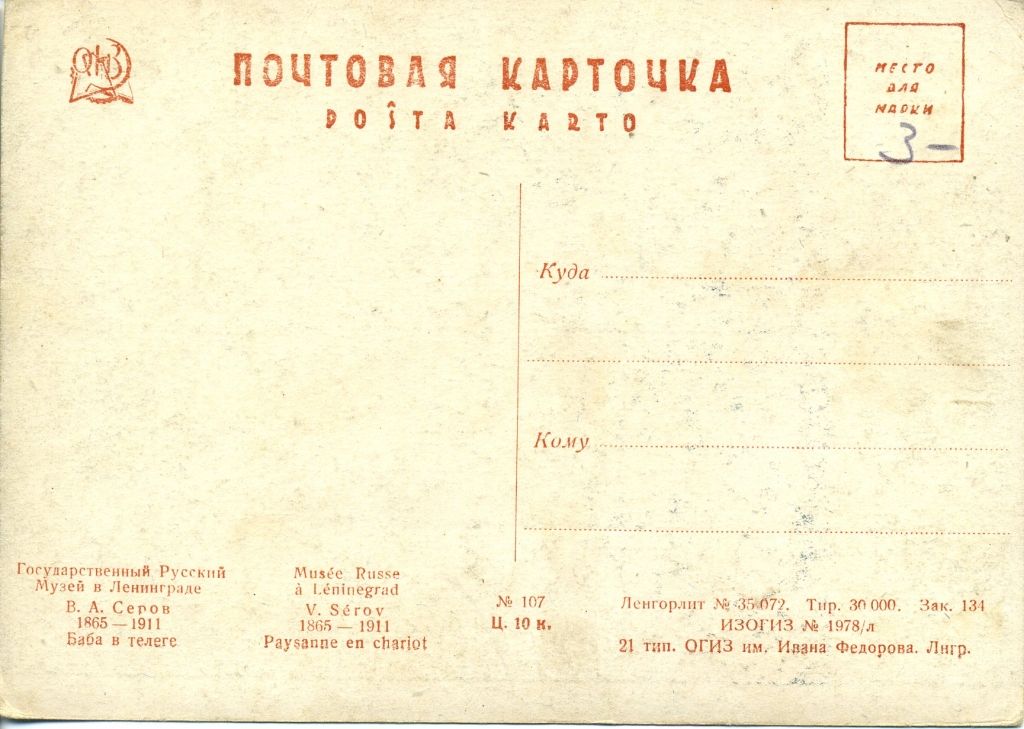 ОГИЗ
ПОЧТОВАЯ КАРТОЧКА
POŜTA KARTO
МЕСТО
ДЛЯ
МАРКИ
3-
Куда
Кому
Государственный Русский
Музей в Ленинграде
В. А. Серов
1865—1911
Баба в телеге
Musée Russe
à Léninegrad
V. Sérov
1865—1911
Paysanne en chariot
№ 107
Ц. 10 к.
Ленгорлит № 35.072. Тир. 30 000. Зак. 134
ИЗОГИЗ № 1978/л
21 тип. ОГИЗ им. Ивана Федорова. Лнгр.